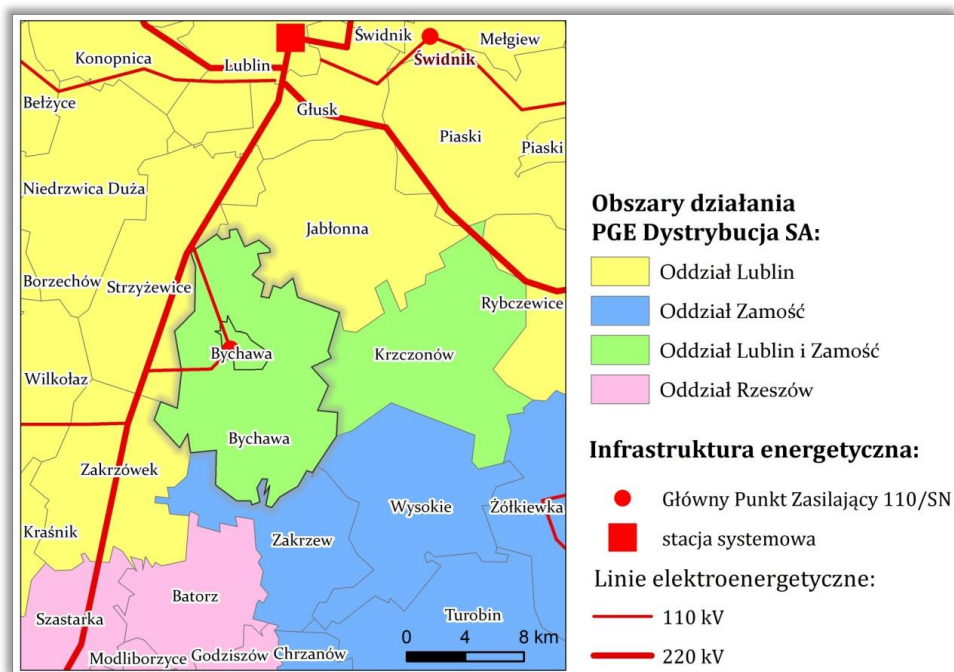 Konopnica
Świdnik
Mełgiew
Lublin
Świdnik
Bełżyce
Głusk
Piaski
Piaski
Niedrzwica Duża
Jabłonna
Borzechów
Strzyżewice
Rybczewice
Bychawa
Krzczonów
Wilkołaz
Bychawa
Zakrzówek
Wysokie
Żółkiewka
Kraśnik
Zakrzew
Batorz
Szastarka
Turobin
Modliborzyce
Godziszów
Chrzanów
0 4 8 km
Obszary działania
PGE Dystrybucja SA:
Oddział Lublin
Oddział Zamość
Oddział Lublin i Zamość
Oddział Rzeszów
Infrastruktura energetyczna:
Główny Punkt Zasilający 110/SN
stacja systemowa
Linie elektroenergetyczne:
110 kV
220 kV